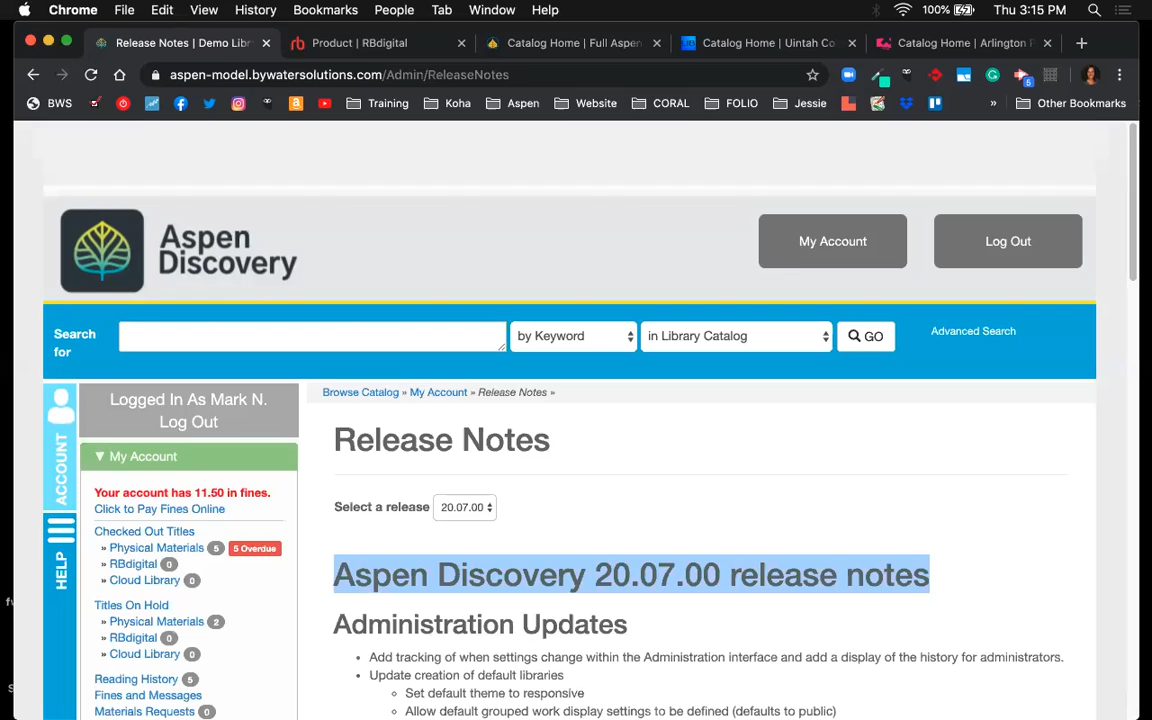 Chrome File Edit View History Bookmarks People Tab Window Help 100% Thu 3:15 PM
Release Notes | Demo Libr Product | RBdigital Catalog Home | Full Aspen Catalog Home | Uintah Co Catalog Home | Arlington
aspen-model.bywatersolutions.com/Admin/ReleaseNotes
BWS Training Koha Aspen Website CORAL FOLIO Jessie » Other Bookmarks
Aspen
Discovery
My Account
Log Out
Search for
by Keyword
in Library Catalog
GO
Advanced Search
ACCOUNT
HELP
Logged In As Mark N.
Log Out
▼ My Account
Your account has 11.50 in fines.
Click to Pay Fines Online
Checked Out Titles
» Physical Materials 5 5 Overdue
» RBdigital 0
» Cloud Library 0
Titles On Hold
» Physical Materials 2
» RBdigital 0
» Cloud Library 0
Reading History 5
Fines and Messages
Materials Requests 0
Browse Catalog » My Account » Release Notes »
Release Notes
Select a release 20.07.00
Aspen Discovery 20.07.00 release notes
Administration Updates
• Add tracking of when settings change within the Administration interface and add a display of the history for administrators.
• Update creation of default libraries
○ Set default theme to responsive
○ Allow default grouped work display settings to be defined (defaults to public)